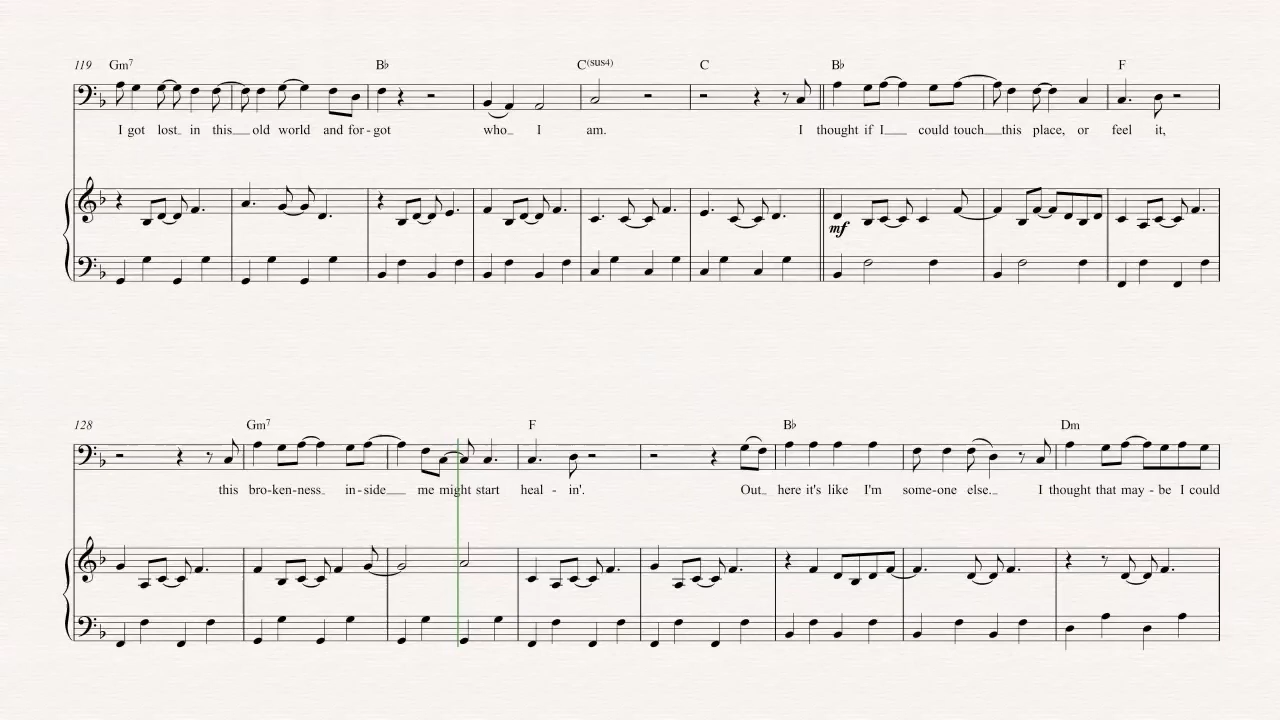 119 Gm7 B♭ C(sus4) C B♭ F
I got lost in this old world and for-got who I am. I thought if I could touch this place, or feel it,
mf
128 Gm7 F B♭ Dm
this bro-ken-ness in-side me might start heal - in'. Out here it's like I'm some-one else. I thought that may - be I could